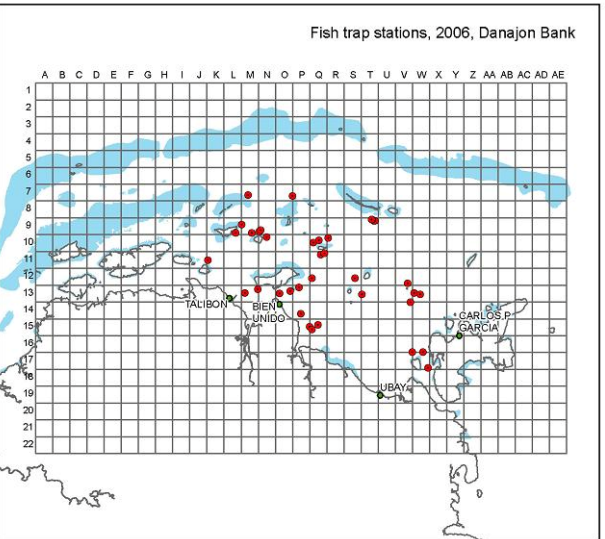 Fish trap stations, 2006, Danajon Bank
A B C D E F G H I J K L M N O P Q R S T U V W X Y Z AA AB AC AD AE
1
2
3
4
5
6
7
8
9
10
11
12
13
14
15
16
17
18
19
20
21
22
TALIBON
BIEN
UNIDO
CARLOS P.
GARCIA
UBAY